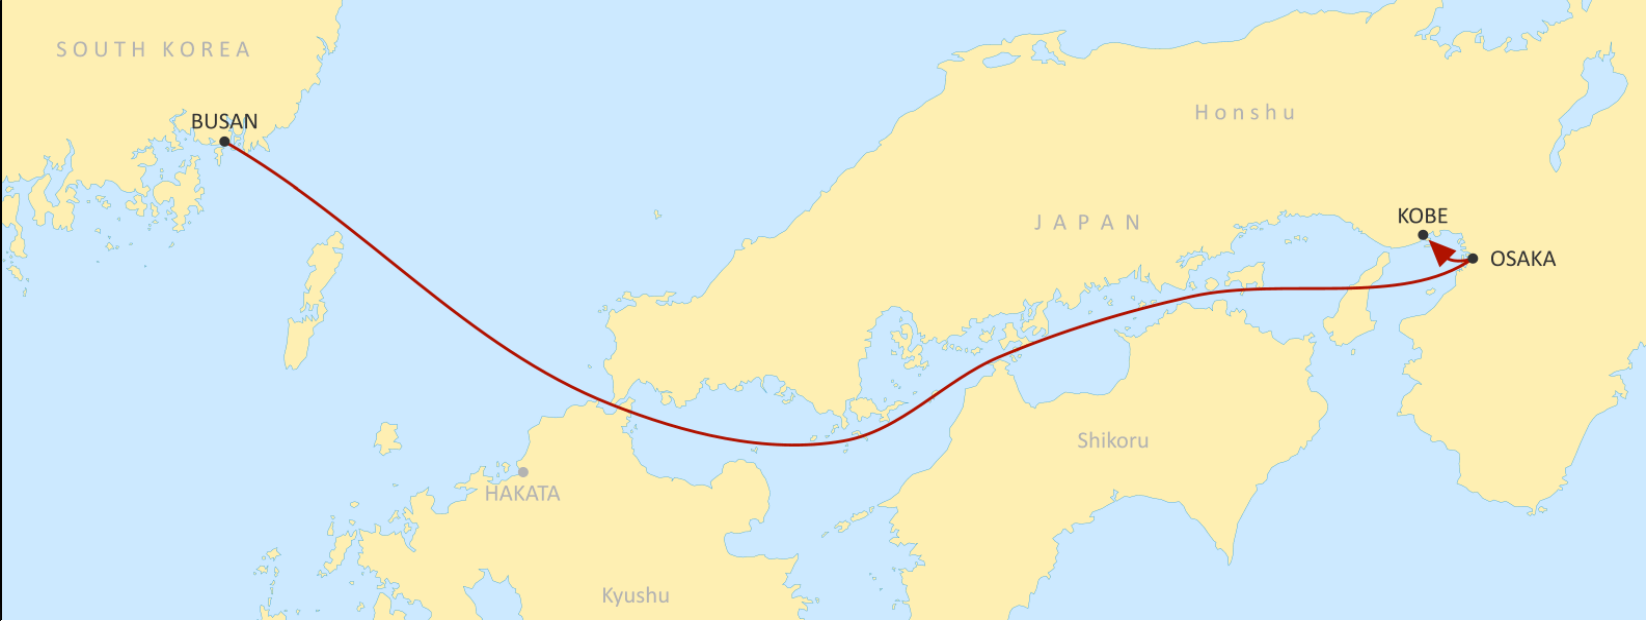 SOUTH KOREA
BUSAN
Honshu
JAPAN
KOBE
OSAKA
Shikoru
HAKATA
Kyushu